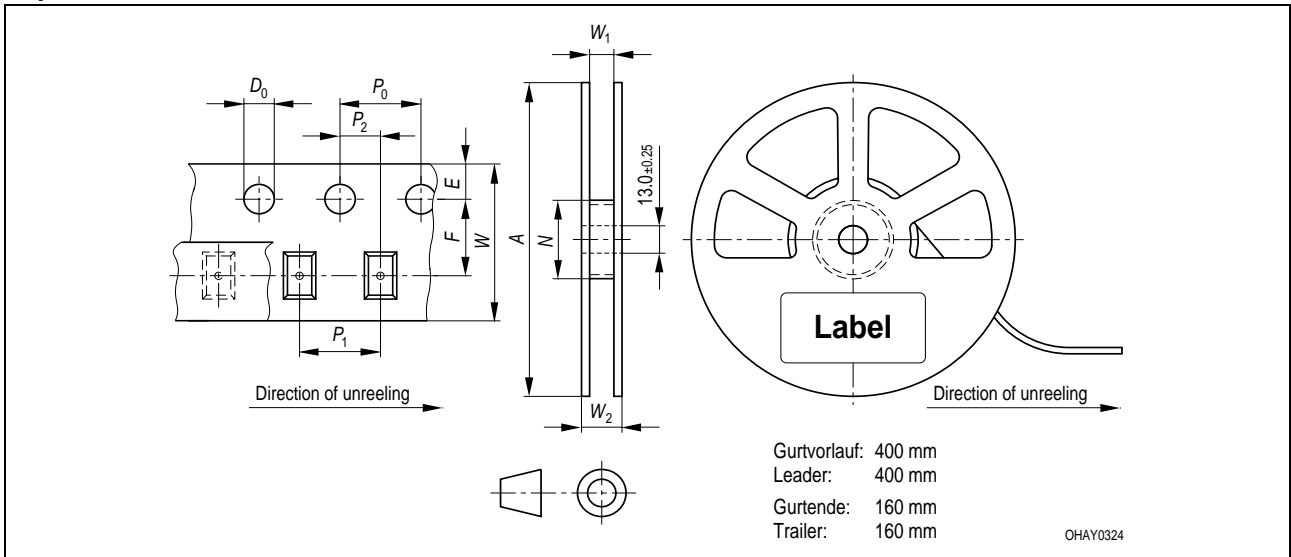 W1
D0
P0
P2
E
F
W
A
N
13.0±0.25
P1
W2
Label
Direction of unreeling
Direction of unreeling
Gurtvorlauf: 400 mm
Leader: 400 mm
Gurtende: 160 mm
Trailer: 160 mm
OHAY0324